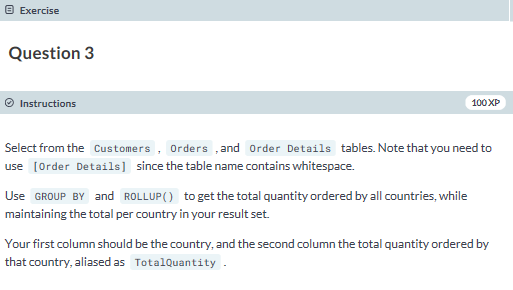 Exercise
Question 3
Instructions
100 XP
Select from the Customers , Orders , and Order Details tables. Note that you need to
use [Order Details] since the table name contains whitespace.
Use GROUP BY and ROLLUP() to get the total quantity ordered by all countries, while
maintaining the total per country in your result set.
Your first column should be the country, and the second column the total quantity ordered by
that country, aliased as TotalQuantity .